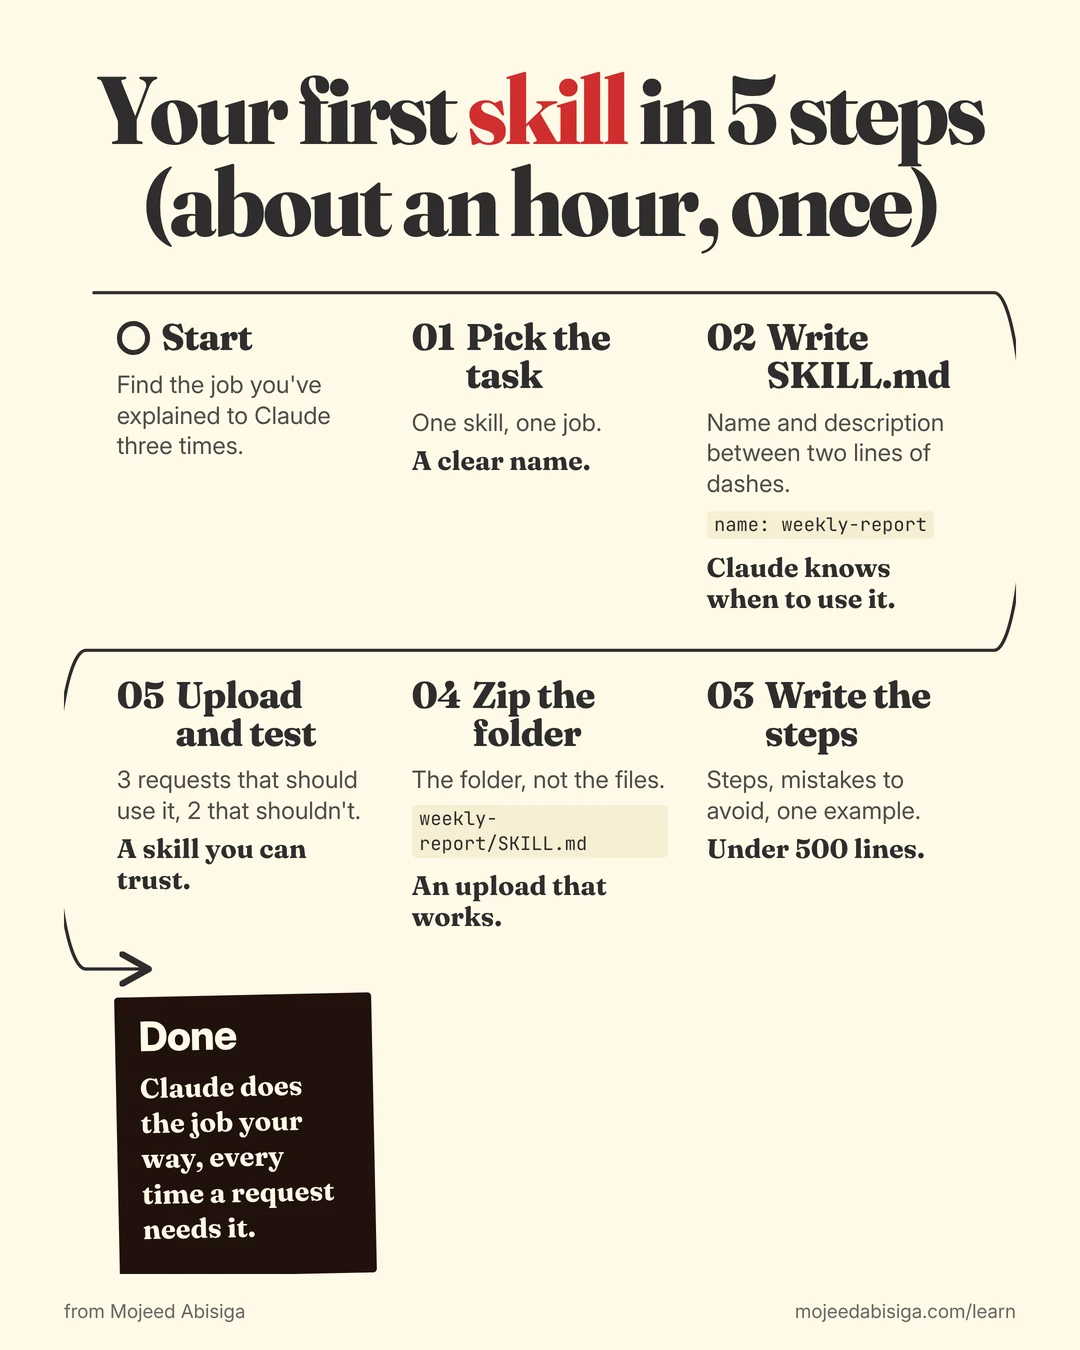 Your first skill in 5 steps
(about an hour, once)
Start
Find the job you've
explained to Claude
three times.
01 Pick the
task
One skill, one job.
A clear name.
02 Write
SKILL.md
Name and description
between two lines of
dashes.
name: weekly-report
Claude knows
when to use it.
03 Write the
steps
Steps, mistakes to
avoid, one example.
Under 500 lines.
04 Zip the
folder
The folder, not the files.
weekly-
report/SKILL.md
An upload that
works.
05 Upload
and test
3 requests that should
use it, 2 that shouldn't.
A skill you can
trust.
Done
Claude does
the job your
way, every
time a request
needs it.
from Mojeed Abisiga
mojeedabisiga.com/learn